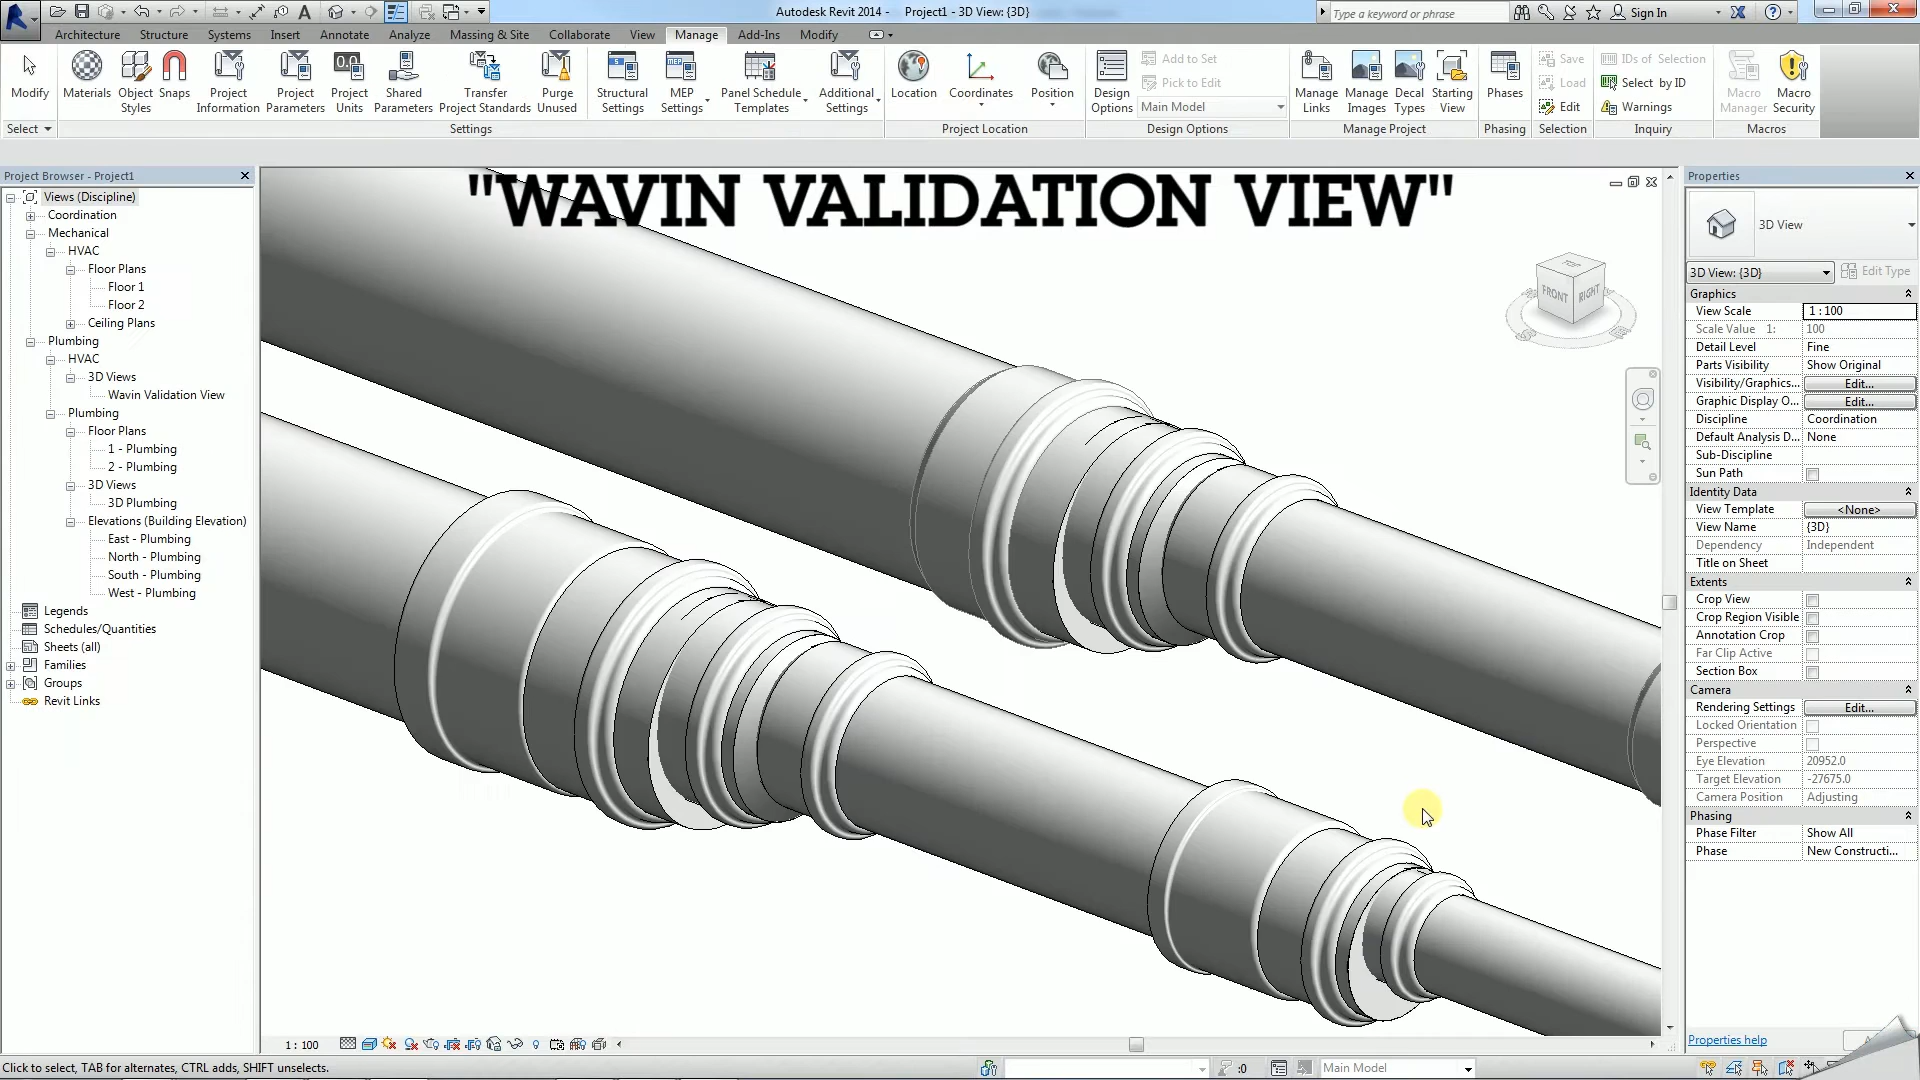 Autodesk Revit 2014 - Project1 - 3D View: {3D}
Type a keyword or phrase
Sign In
Architecture Structure Systems Insert Annotate Analyze Massing & Site Collaborate View Manage Add-Ins Modify
Modify
Materials
Object Styles
Snaps
Project Information
Project Parameters
Project Units
Shared Parameters
Transfer Project Standards
Purge Unused
Structural Settings
MEP Settings
Panel Schedule Templates
Additional Settings
Location
Coordinates
Position
Design Options
Add to Set
Pick to Edit
Main Model
Manage Links
Manage Images
Decal Types
Starting View
Phases
Save
Load
Edit
IDs of Selection
Select by ID
Warnings
Macro Manager
Macro Security
Select
Settings
Project Location
Design Options
Manage Project
Phasing
Selection
Inquiry
Macros
Project Browser - Project1
Views (Discipline)
Coordination
Mechanical
HVAC
Floor Plans
Floor 1
Floor 2
Ceiling Plans
Plumbing
HVAC
3D Views
Wavin Validation View
Plumbing
Floor Plans
1 - Plumbing
2 - Plumbing
3D Views
3D Plumbing
Elevations (Building Elevation)
East - Plumbing
North - Plumbing
South - Plumbing
West - Plumbing
Legends
Schedules/Quantities
Sheets (all)
Families
Groups
Revit Links
"WAVIN VALIDATION VIEW"
TOP
FRONT
RIGHT
Properties
3D View
3D View: {3D}
Edit Type
Graphics
View Scale 1 : 100
Scale Value 1: 100
Detail Level Fine
Parts Visibility Show Original
Visibility/Graphics... Edit...
Graphic Display O... Edit...
Discipline Coordination
Default Analysis D... None
Sub-Discipline
Sun Path
Identity Data
View Template <None>
View Name {3D}
Dependency Independent
Title on Sheet
Extents
Crop View
Crop Region Visible
Annotation Crop
Far Clip Active
Section Box
Camera
Rendering Settings Edit...
Locked Orientation
Perspective
Eye Elevation 20952.0
Target Elevation -27675.0
Camera Position Adjusting
Phasing
Phase Filter Show All
Phase New Constructi...
Properties help
1 : 100
Click to select, TAB for alternates, CTRL adds, SHIFT unselects.
:0
Main Model